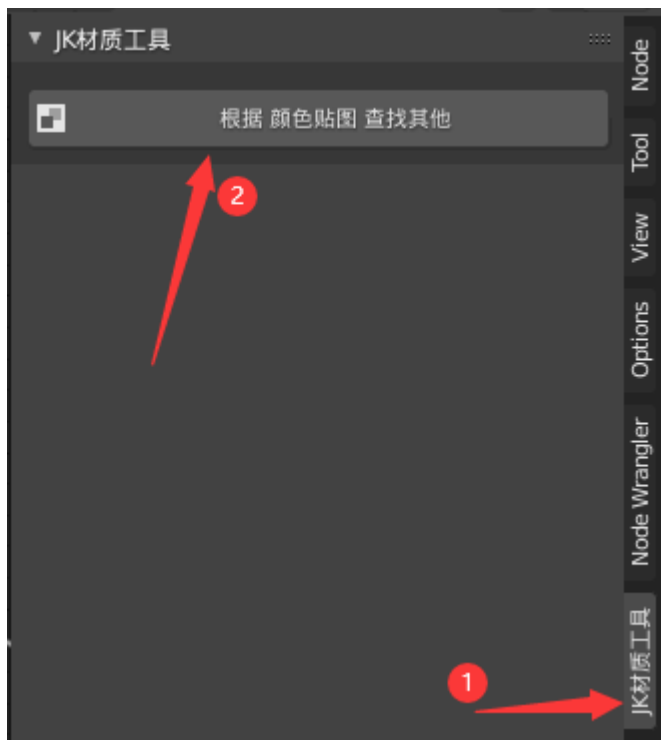 JK材质工具
根据 颜色贴图 查找其他
2
1
Node
Tool
View
Options
Node Wrangler
JK材质工具